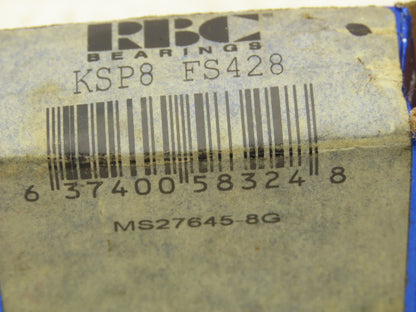 RBC
BEARINGS
KSP8 FS428
6 37400 58324 8
MS27645-8G